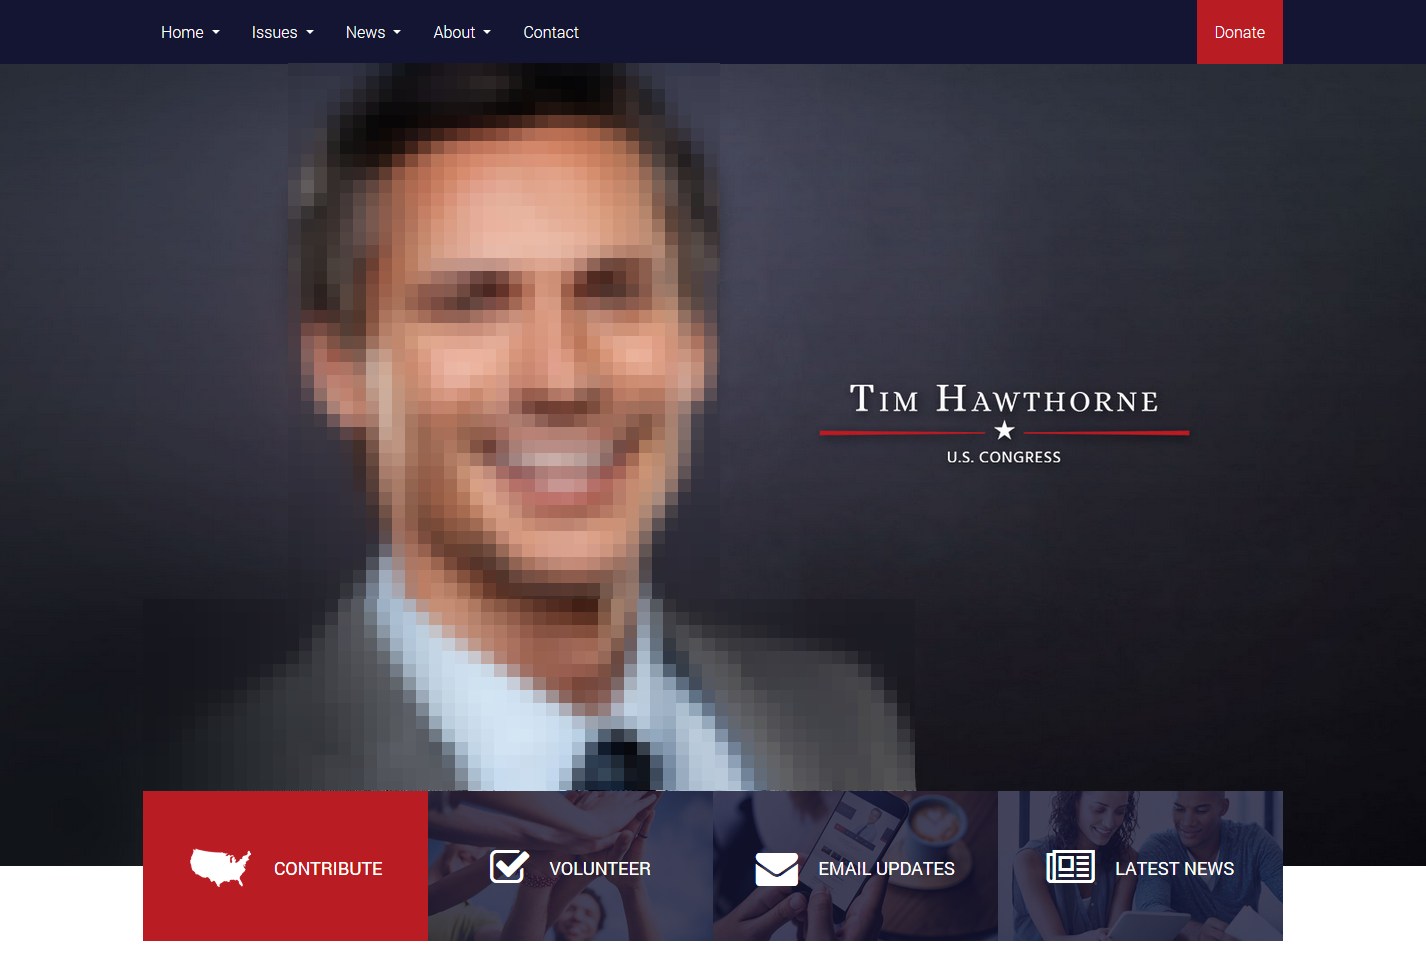 Home Issues News About Contact Donate
Tim Hawthorne
U.S. CONGRESS
CONTRIBUTE VOLUNTEER EMAIL UPDATES LATEST NEWS